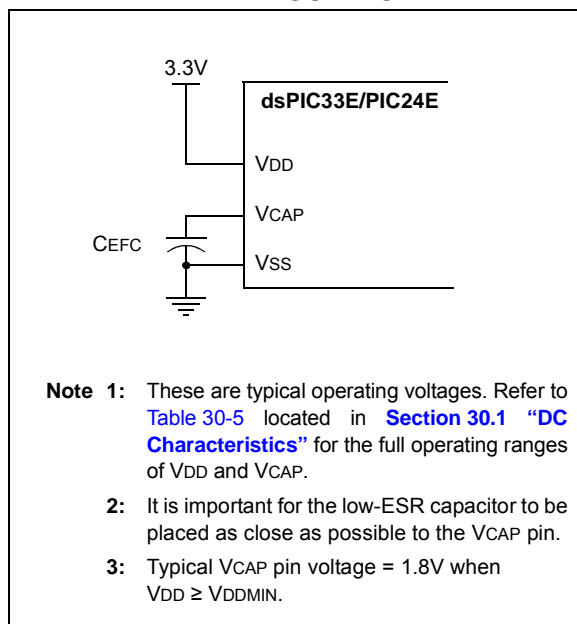 3.3V
dsPIC33E/PIC24E
VDD
VCAP
CEFC
VSS
Note 1: These are typical operating voltages. Refer to
Table 30-5 located in Section 30.1 “DC
Characteristics” for the full operating ranges
of VDD and VCAP.
2: It is important for the low-ESR capacitor to be
placed as close as possible to the VCAP pin.
3: Typical VCAP pin voltage = 1.8V when
VDD ≥ VDDMIN.